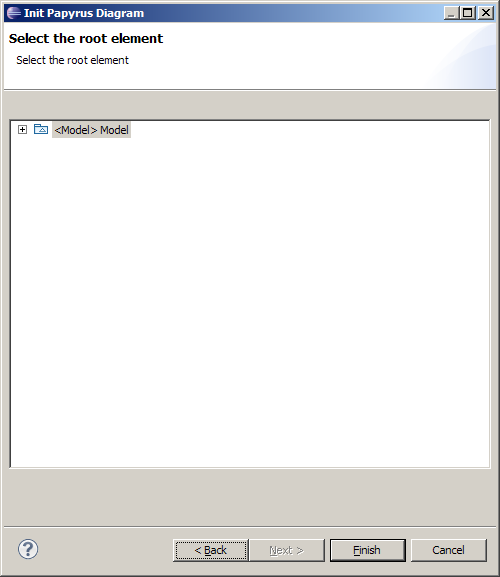 Init Papyrus Diagram
Select the root element
Select the root element
<Model> Model
?
< Back
Next >
Finish
Cancel